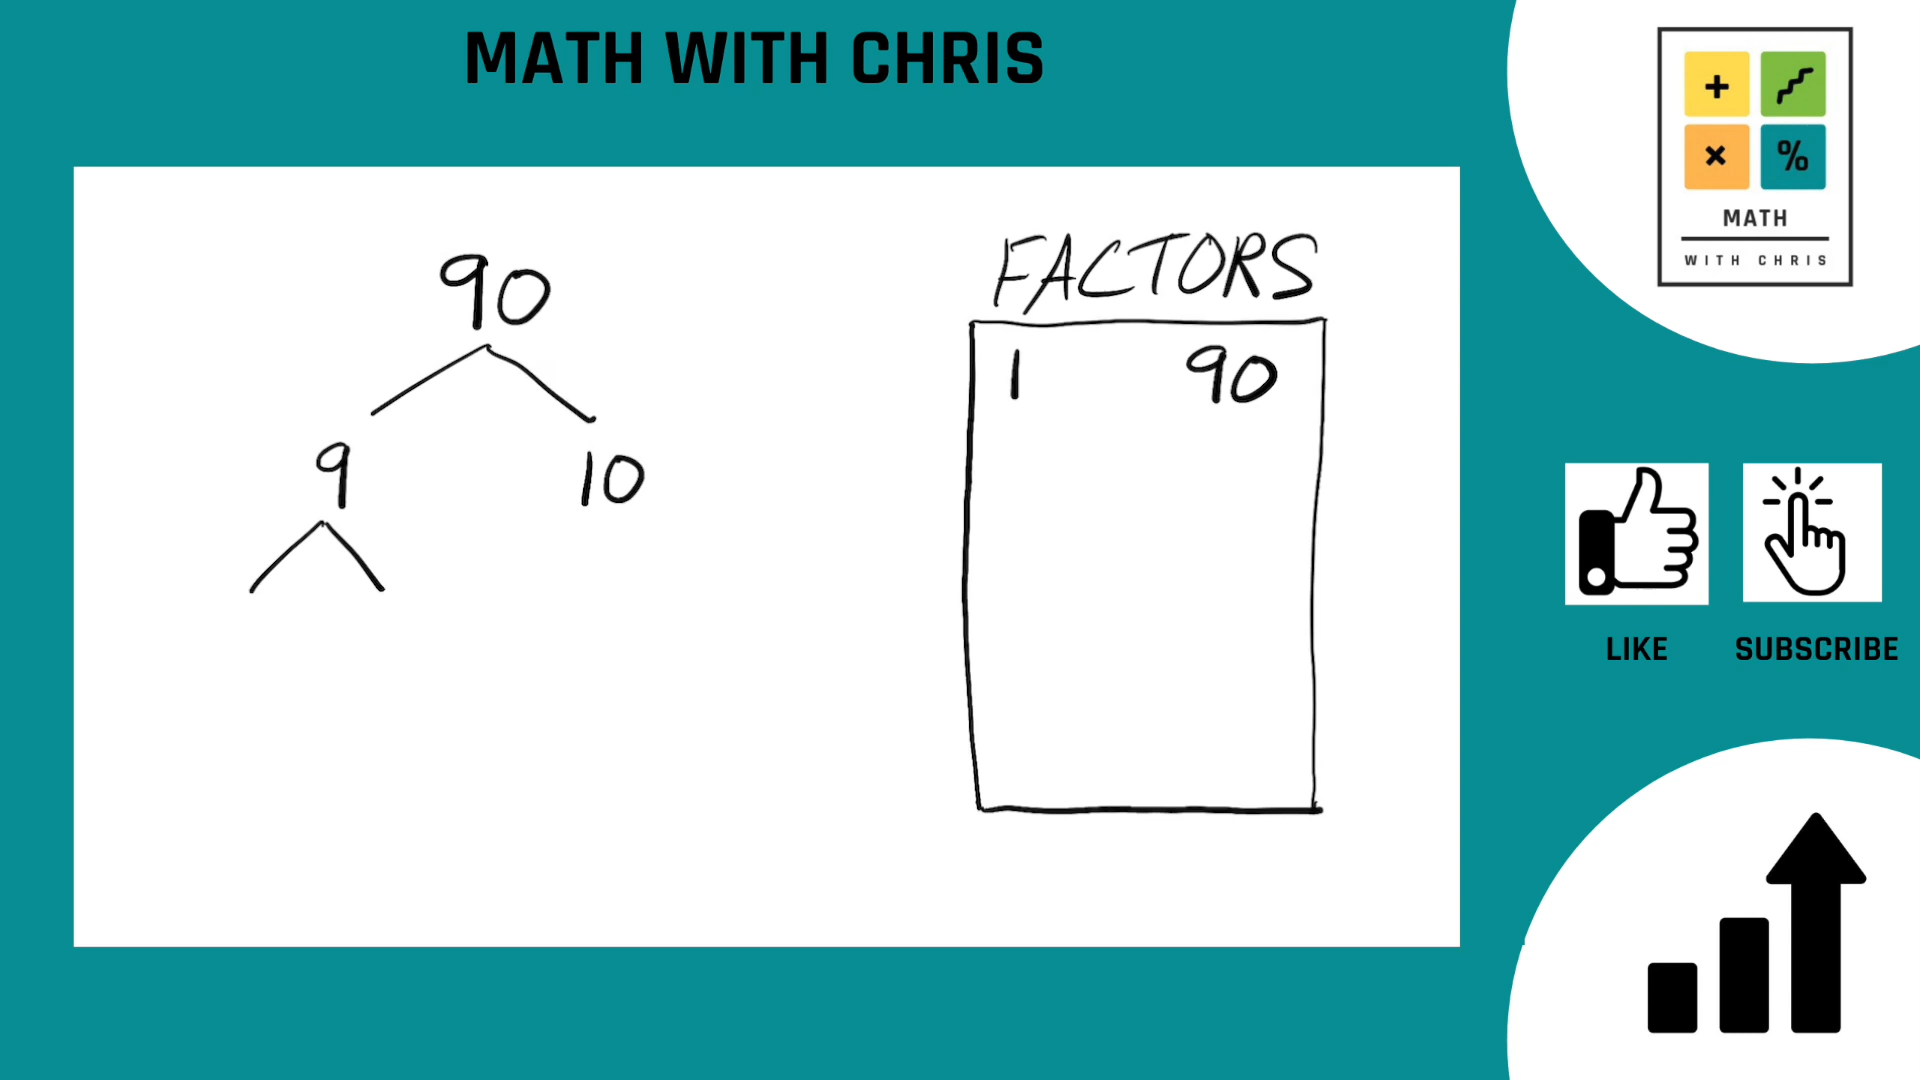 MATH WITH CHRIS
90
9 10
FACTORS
1 90
+
×
%
MATH
WITH CHRIS
LIKE
SUBSCRIBE